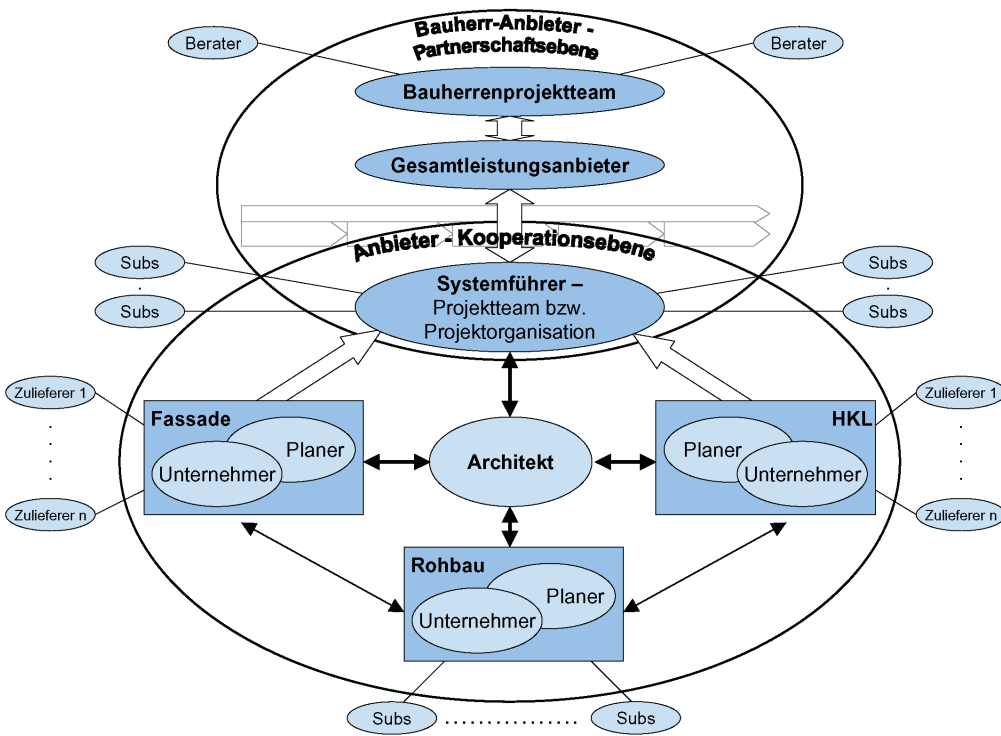 Bauherr-Anbieter -
Partnerschaftsebene
Berater
Berater
Bauherrenprojektteam
Gesamtleistungsanbieter
Anbieter - Kooperationsebene
Subs
.
Subs
Systemführer –
Projektteam bzw.
Projektorganisation
Subs
.
Subs
Zulieferer 1
. . . . .
Zulieferer n
Fassade
Planer
Unternehmer
Architekt
HKL
Planer
Unternehmer
Zulieferer 1
. . . . .
Zulieferer n
Rohbau
Planer
Unternehmer
Subs ................. Subs